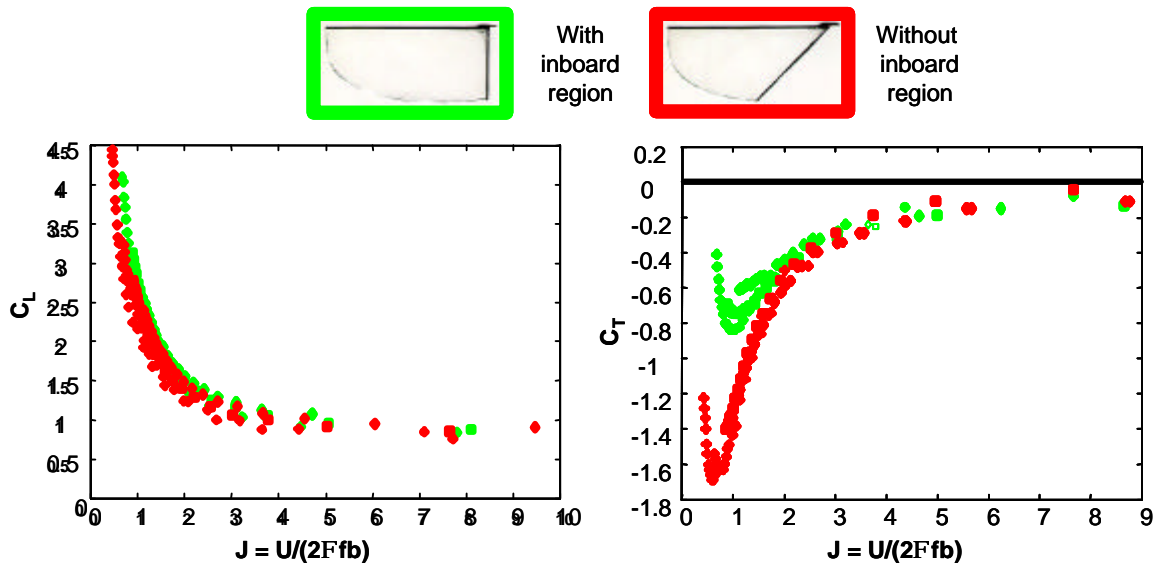 With
inboard
region
Without
inboard
region
4.5
4
3.5
3
2.5
2
1.5
1
0.5
0
C_L
0 1 2 3 4 5 6 7 8 9 10
J = U/(2Ffb)
0.2
0
-0.2
-0.4
-0.6
-0.8
-1
-1.2
-1.4
-1.6
-1.8
C_T
0 1 2 3 4 5 6 7 8 9
J = U/(2Ffb)